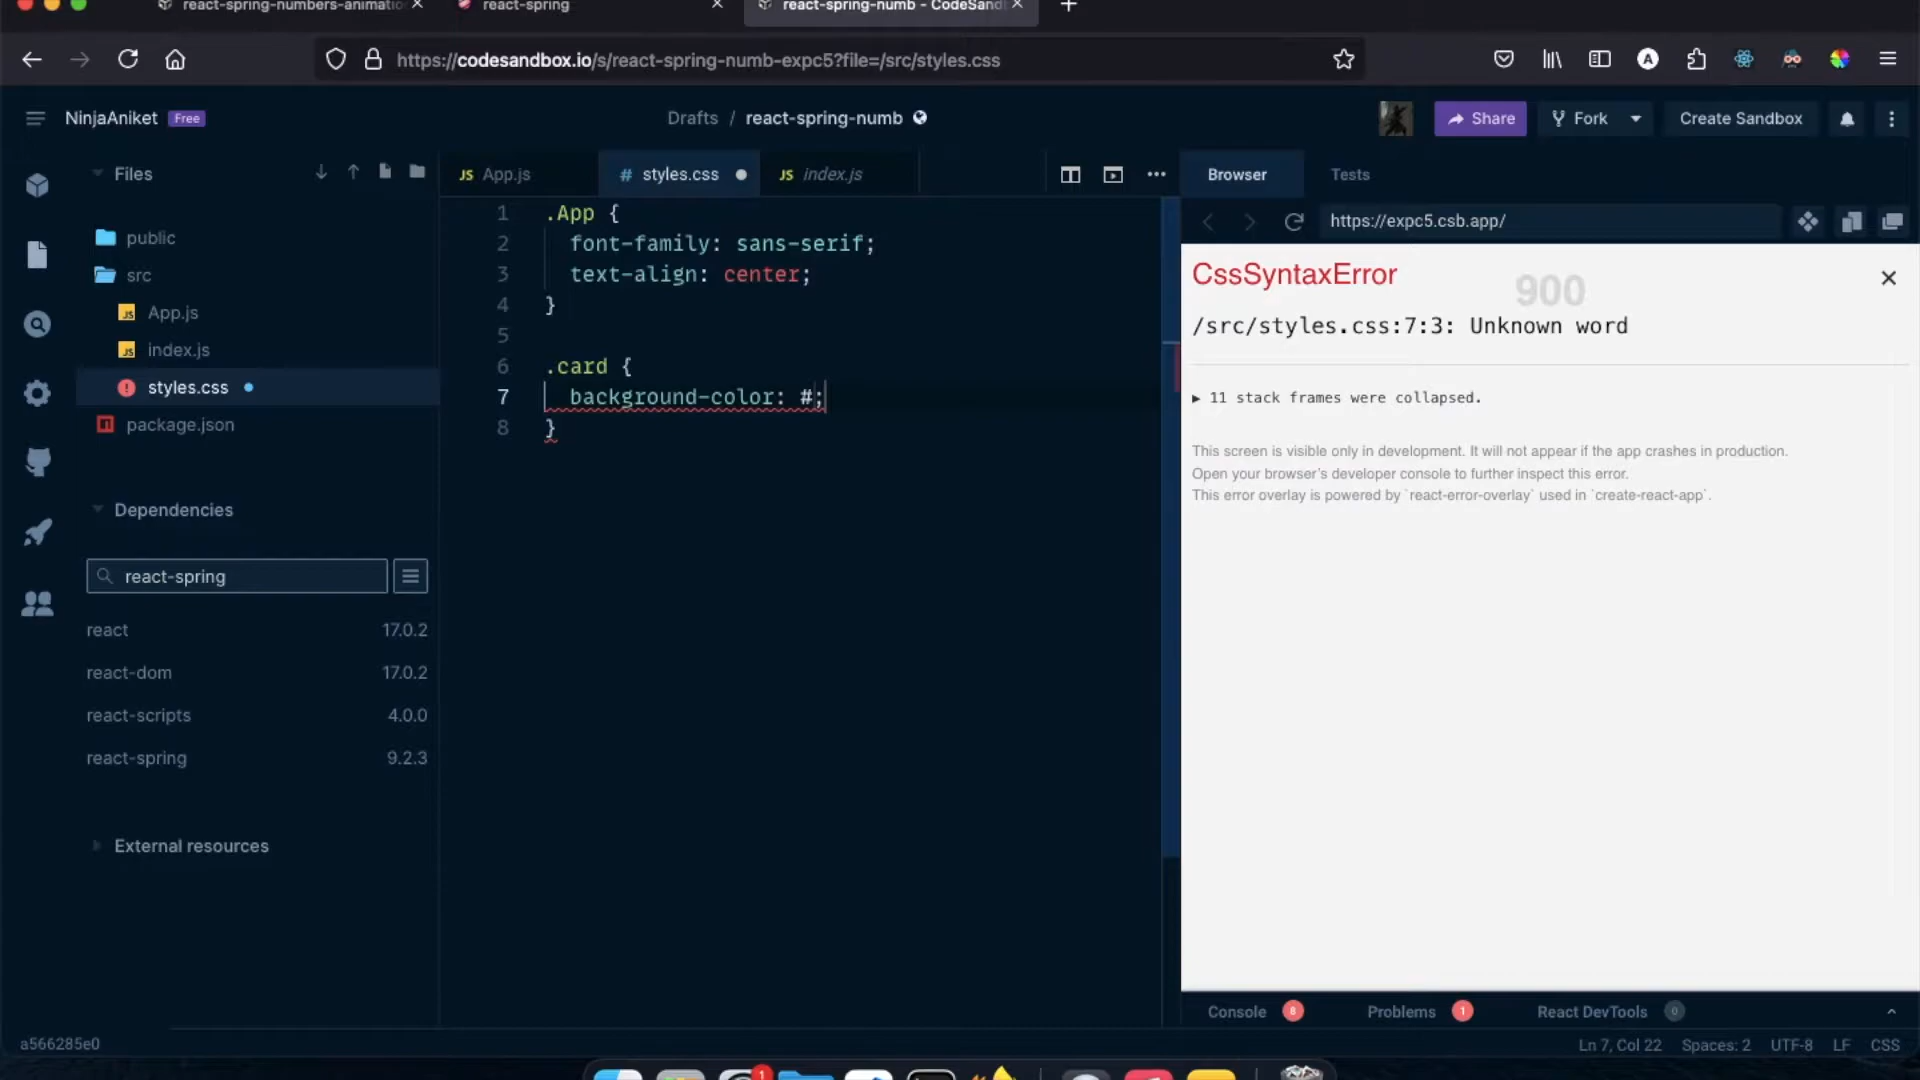 react-spring-numbers-animatio
react-spring
react-spring-numb - CodeSand
https://codesandbox.io/s/react-spring-numb-expc5?file=/src/styles.css
A
NinjaAniket Free
Drafts / react-spring-numb
Share
Fork
Create Sandbox
Files
JS App.js
# styles.css
JS index.js
Browser
Tests
https://expc5.csb.app/
public
src
JS App.js
JS index.js
! styles.css
package.json
Dependencies
react-spring
react 17.0.2
react-dom 17.0.2
react-scripts 4.0.0
react-spring 9.2.3
External resources
1 .App {
2 font-family: sans-serif;
3 text-align: center;
4 }
5
6 .card {
7 background-color: #;
8 }
CssSyntaxError
900
/src/styles.css:7:3: Unknown word
▶ 11 stack frames were collapsed.
This screen is visible only in development. It will not appear if the app crashes in production.
Open your browser's developer console to further inspect this error.
This error overlay is powered by `react-error-overlay` used in `create-react-app`.
Console 8
Problems 1
React DevTools 0
a566285e0
Ln 7, Col 22 Spaces: 2 UTF-8 LF CSS
1